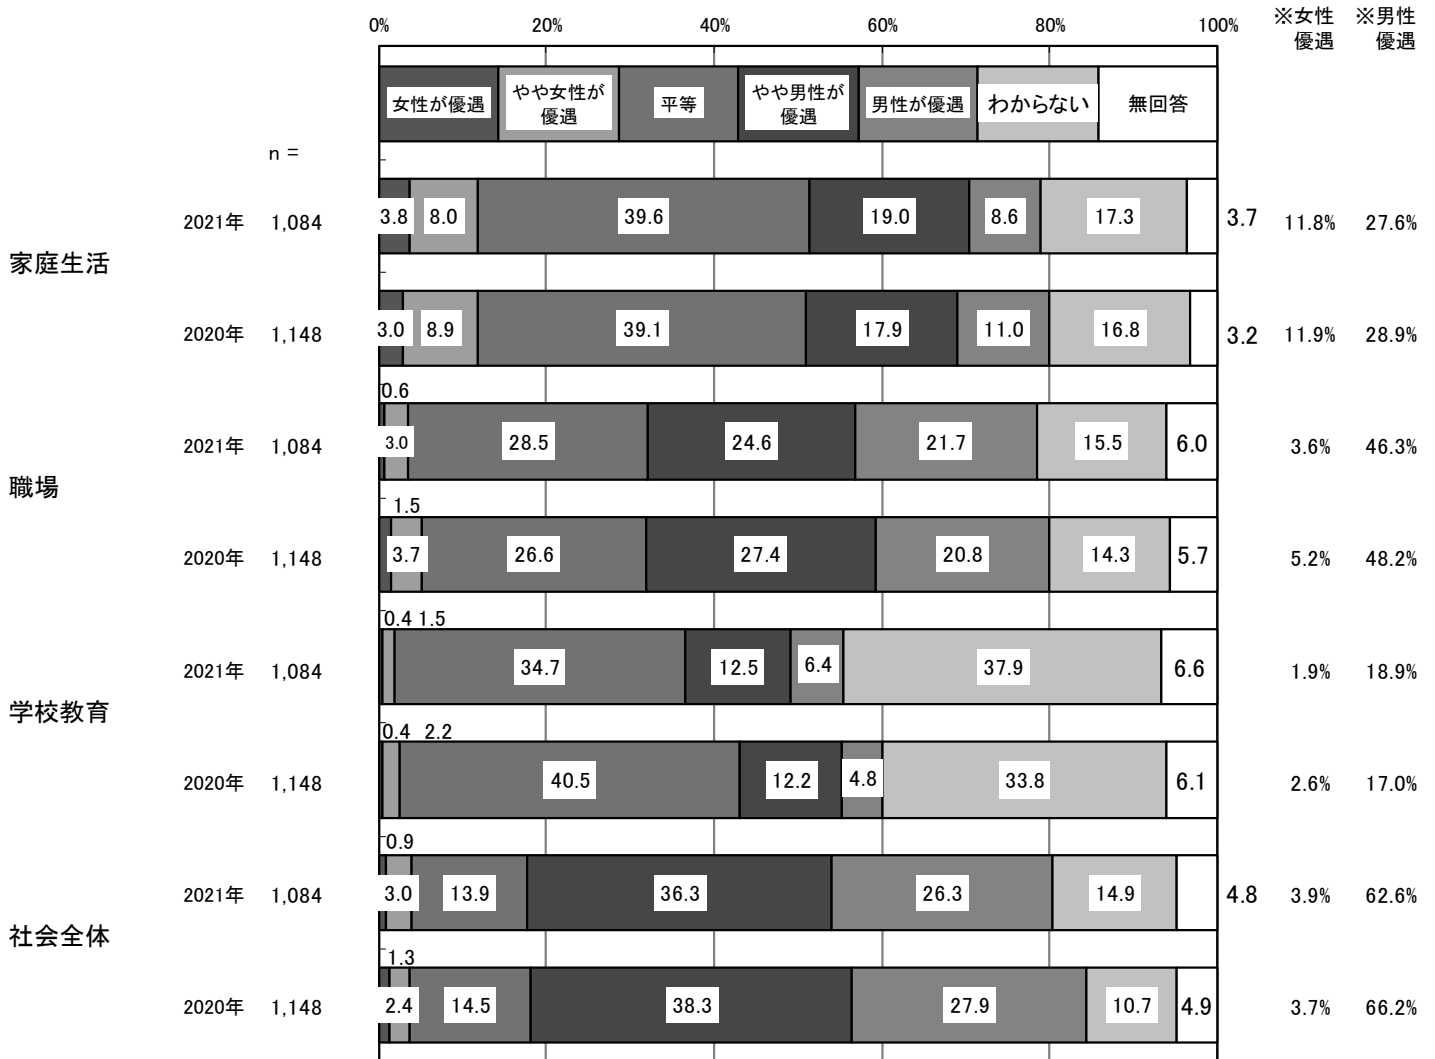 0% 20% 40% 60% 80% 100% ※女性優遇 ※男性優遇
女性が優遇 やや女性が優遇 平等 やや男性が優遇 男性が優遇 わからない 無回答
n =
家庭生活
2021年 1,084 3.8 8.0 39.6 19.0 8.6 17.3 3.7 11.8% 27.6%
2020年 1,148 3.0 8.9 39.1 17.9 11.0 16.8 3.2 11.9% 28.9%
職場
0.6
2021年 1,084 3.0 28.5 24.6 21.7 15.5 6.0 3.6% 46.3%
1.5
2020年 1,148 3.7 26.6 27.4 20.8 14.3 5.7 5.2% 48.2%
学校教育
0.4 1.5
2021年 1,084 34.7 12.5 6.4 37.9 6.6 1.9% 18.9%
0.4 2.2
2020年 1,148 40.5 12.2 4.8 33.8 6.1 2.6% 17.0%
社会全体
0.9
2021年 1,084 3.0 13.9 36.3 26.3 14.9 4.8 3.9% 62.6%
1.3
2020年 1,148 2.4 14.5 38.3 27.9 10.7 4.9 3.7% 66.2%